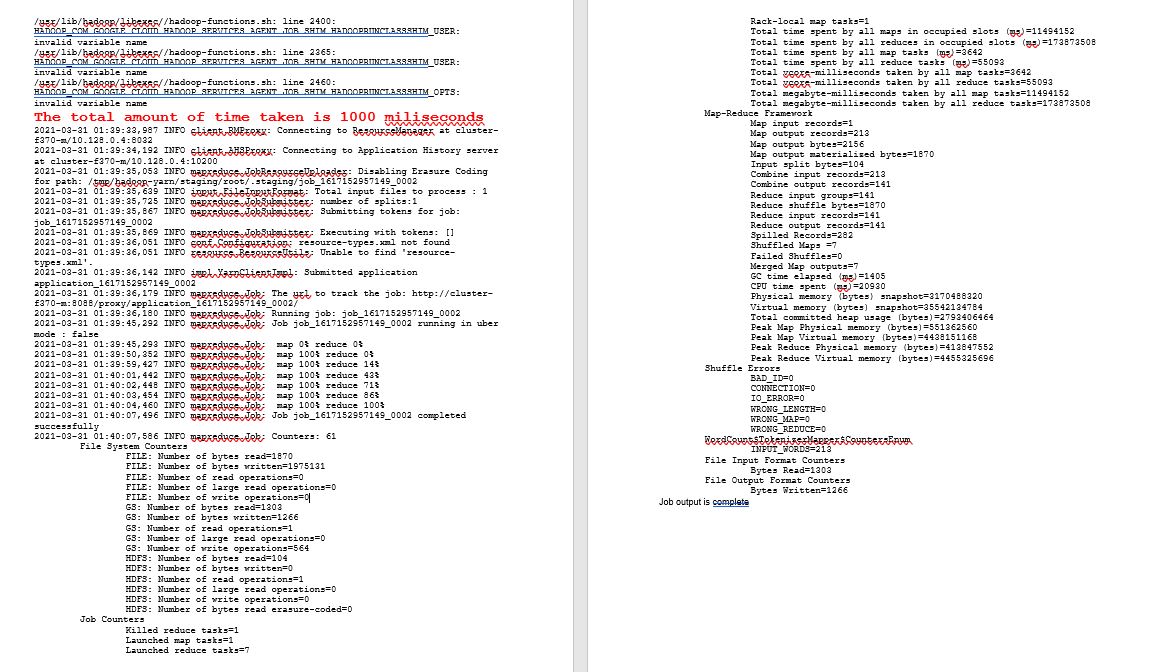 /usr/lib/hadoop/libexec//hadoop-functions.sh: line 2400:
HADOOP_COM.GOOGLE.CLOUD.HADOOP.SERVICES.AGENT.JOB.SHIM.HADOOPRUNCLASSSHIM_USER:
invalid variable name
/usr/lib/hadoop/libexec//hadoop-functions.sh: line 2365:
HADOOP_COM.GOOGLE.CLOUD.HADOOP.SERVICES.AGENT.JOB.SHIM.HADOOPRUNCLASSSHIM_USER:
invalid variable name
/usr/lib/hadoop/libexec//hadoop-functions.sh: line 2460:
HADOOP_COM.GOOGLE.CLOUD.HADOOP.SERVICES.AGENT.JOB.SHIM.HADOOPRUNCLASSSHIM_OPTS:
invalid variable name
The total amount of time taken is 1000 miliseconds
2021-03-31 01:39:33,987 INFO client.RMProxy: Connecting to ResourceManager at cluster-
f370-m/10.128.0.4:8032
2021-03-31 01:39:34,192 INFO client.AHSProxy: Connecting to Application History server
at cluster-f370-m/10.128.0.4:10200
2021-03-31 01:39:35,053 INFO mapreduce.JobResourceUploader: Disabling Erasure Coding
for path: /tmp/hadoop-yarn/staging/root/.staging/job_1617152957149_0002
2021-03-31 01:39:35,639 INFO input.FileInputFormat: Total input files to process : 1
2021-03-31 01:39:35,725 INFO mapreduce.JobSubmitter: number of splits:1
2021-03-31 01:39:35,867 INFO mapreduce.JobSubmitter: Submitting tokens for job:
job_1617152957149_0002
2021-03-31 01:39:35,869 INFO mapreduce.JobSubmitter: Executing with tokens: []
2021-03-31 01:39:36,051 INFO conf.Configuration: resource-types.xml not found
2021-03-31 01:39:36,051 INFO resource.ResourceUtils: Unable to find 'resource-
types.xml'.
2021-03-31 01:39:36,142 INFO impl.YarnClientImpl: Submitted application
application_1617152957149_0002
2021-03-31 01:39:36,179 INFO mapreduce.Job: The url to track the job: http://cluster-
f370-m:8088/proxy/application_1617152957149_0002/
2021-03-31 01:39:36,180 INFO mapreduce.Job: Running job: job_1617152957149_0002
2021-03-31 01:39:45,292 INFO mapreduce.Job: Job job_1617152957149_0002 running in uber
mode : false
2021-03-31 01:39:45,293 INFO mapreduce.Job:  map 0% reduce 0%
2021-03-31 01:39:50,352 INFO mapreduce.Job:  map 100% reduce 0%
2021-03-31 01:39:59,427 INFO mapreduce.Job:  map 100% reduce 14%
2021-03-31 01:40:01,442 INFO mapreduce.Job:  map 100% reduce 43%
2021-03-31 01:40:02,448 INFO mapreduce.Job:  map 100% reduce 71%
2021-03-31 01:40:03,454 INFO mapreduce.Job:  map 100% reduce 86%
2021-03-31 01:40:04,460 INFO mapreduce.Job:  map 100% reduce 100%
2021-03-31 01:40:07,496 INFO mapreduce.Job: Job job_1617152957149_0002 completed
successfully
2021-03-31 01:40:07,586 INFO mapreduce.Job: Counters: 61
File System Counters
FILE: Number of bytes read=1870
FILE: Number of bytes written=1975131
FILE: Number of read operations=0
FILE: Number of large read operations=0
FILE: Number of write operations=0
GS: Number of bytes read=1303
GS: Number of bytes written=1266
GS: Number of read operations=1
GS: Number of large read operations=0
GS: Number of write operations=564
HDFS: Number of bytes read=104
HDFS: Number of bytes written=0
HDFS: Number of read operations=1
HDFS: Number of large read operations=0
HDFS: Number of write operations=0
HDFS: Number of bytes read erasure-coded=0
Job Counters
Killed reduce tasks=1
Launched map tasks=1
Launched reduce tasks=7
Rack-local map tasks=1
Total time spent by all maps in occupied slots (ms)=11494152
Total time spent by all reduces in occupied slots (ms)=173873508
Total time spent by all map tasks (ms)=3642
Total time spent by all reduce tasks (ms)=55093
Total vcore-milliseconds taken by all map tasks=3642
Total vcore-milliseconds taken by all reduce tasks=55093
Total megabyte-milliseconds taken by all map tasks=11494152
Total megabyte-milliseconds taken by all reduce tasks=173873508
Map-Reduce Framework
Map input records=1
Map output records=213
Map output bytes=2156
Map output materialized bytes=1870
Input split bytes=104
Combine input records=213
Combine output records=141
Reduce input groups=141
Reduce shuffle bytes=1870
Reduce input records=141
Reduce output records=141
Spilled Records=282
Shuffled Maps =7
Failed Shuffles=0
Merged Map outputs=7
GC time elapsed (ms)=1405
CPU time spent (ms)=20930
Physical memory (bytes) snapshot=3170488320
Virtual memory (bytes) snapshot=35542134784
Total committed heap usage (bytes)=2793406464
Peak Map Physical memory (bytes)=551362560
Peak Map Virtual memory (bytes)=4438151168
Peak Reduce Physical memory (bytes)=413847552
Peak Reduce Virtual memory (bytes)=4455325696
Shuffle Errors
BAD_ID=0
CONNECTION=0
IO_ERROR=0
WRONG_LENGTH=0
WRONG_MAP=0
WRONG_REDUCE=0
WordCount$TokenizerMapper$CountersEnum
INPUT_WORDS=213
File Input Format Counters
Bytes Read=1303
File Output Format Counters
Bytes Written=1266
Job output is complete